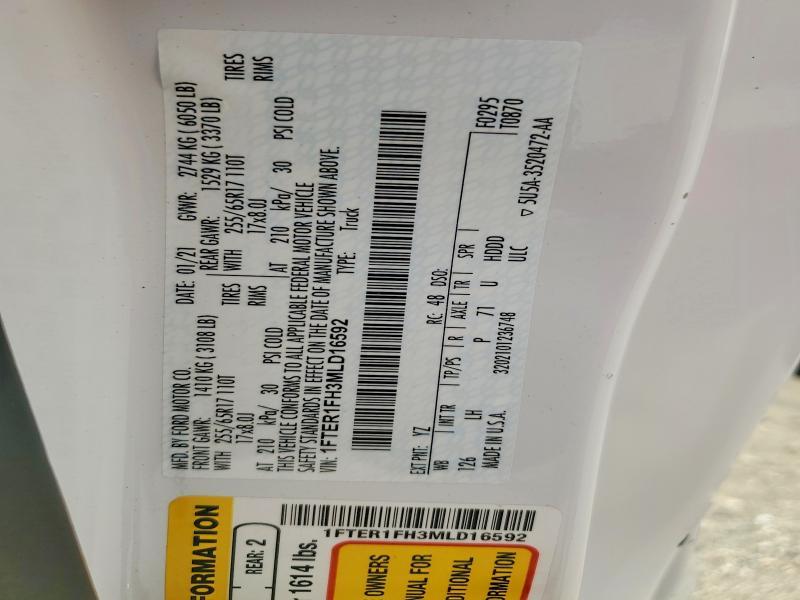 MFD. BY FORD MOTOR CO.
DATE: 01/21
GVWR: 2744 KG ( 6050 LB)
FRONT GAWR: 1410 KG ( 3108 LB)
REAR GAWR: 1529 KG ( 3370 LB)
255/65R17 110T TIRES
WITH 255/65R17 110T TIRES
17x8.0J RIMS
17x8.0J RIMS
AT 210 kPa/ 30 PSI COLD
AT 210 kPa/ 30 PSI COLD
THIS VEHICLE CONFORMS TO ALL APPLICABLE FEDERAL MOTOR VEHICLE
SAFETY STANDARDS IN EFFECT ON THE DATE OF MANUFACTURE SHOWN ABOVE.
VIN: 1FTER1FH3MLD16592
TYPE: Truck
EXT PNT: YZ RC: 48 DSO: F0295
T0870
WB INT TR TP/PS R AXLE TR SPR
126 LH P 71 U HDDD
ULC
MADE IN U.S.A. 3202101236748
5U5A-3520472-AA
FORMATION
REAR: 2
1614 lbs.
1FTER1FH3MLD16592
OWNERS
NUAL FOR
DITIONAL
ORMATION